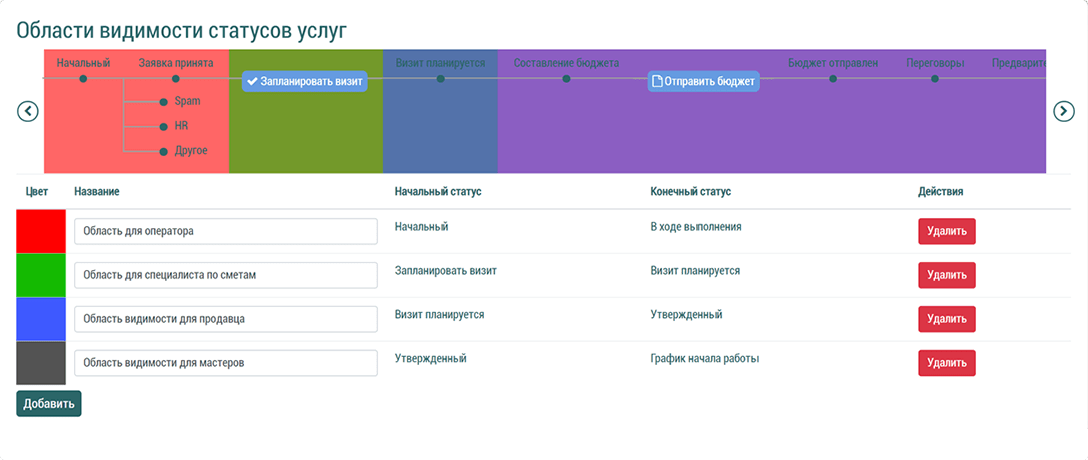 Области видимости статусов услуг
Начальный Заявка принята Визит планируется Составление бюджета Бюджет отправлен Переговоры Предварите
Запланировать визит Отправить бюджет
Spam
HR
Другое
Цвет Название Начальный статус Конечный статус Действия
Область для оператора Начальный В ходе выполнения Удалить
Область для специалиста по сметам Запланировать визит Визит планируется Удалить
Область видимости для продавца Визит планируется Утвержденный Удалить
Область видимости для мастеров Утвержденный График начала работы Удалить
Добавить